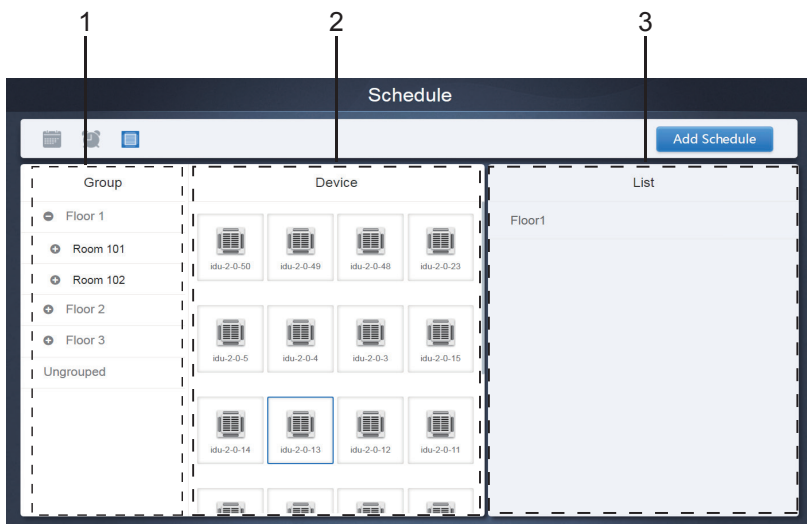 1 2 3
Schedule
Add Schedule
Group Device List
Floor 1
Room 101
Room 102
Floor 2
Floor 3
Ungrouped
idu-2-0-50 idu-2-0-49 idu-2-0-48 idu-2-0-23
idu-2-0-5 idu-2-0-4 idu-2-0-3 idu-2-0-15
idu-2-0-14 idu-2-0-13 idu-2-0-12 idu-2-0-11
Floor1